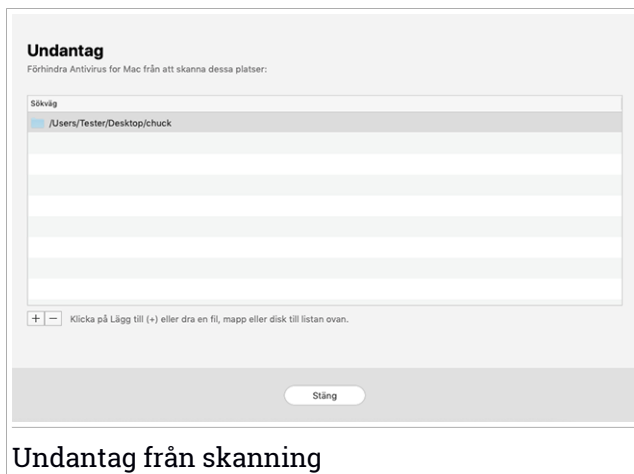 Undantag
Förhindra Antivirus for Mac från att skanna dessa platser:
Sökväg
/Users/Tester/Desktop/chuck
+ − Klicka på Lägg till (+) eller dra en fil, mapp eller disk till listan ovan.
Stäng
Undantag från skanning